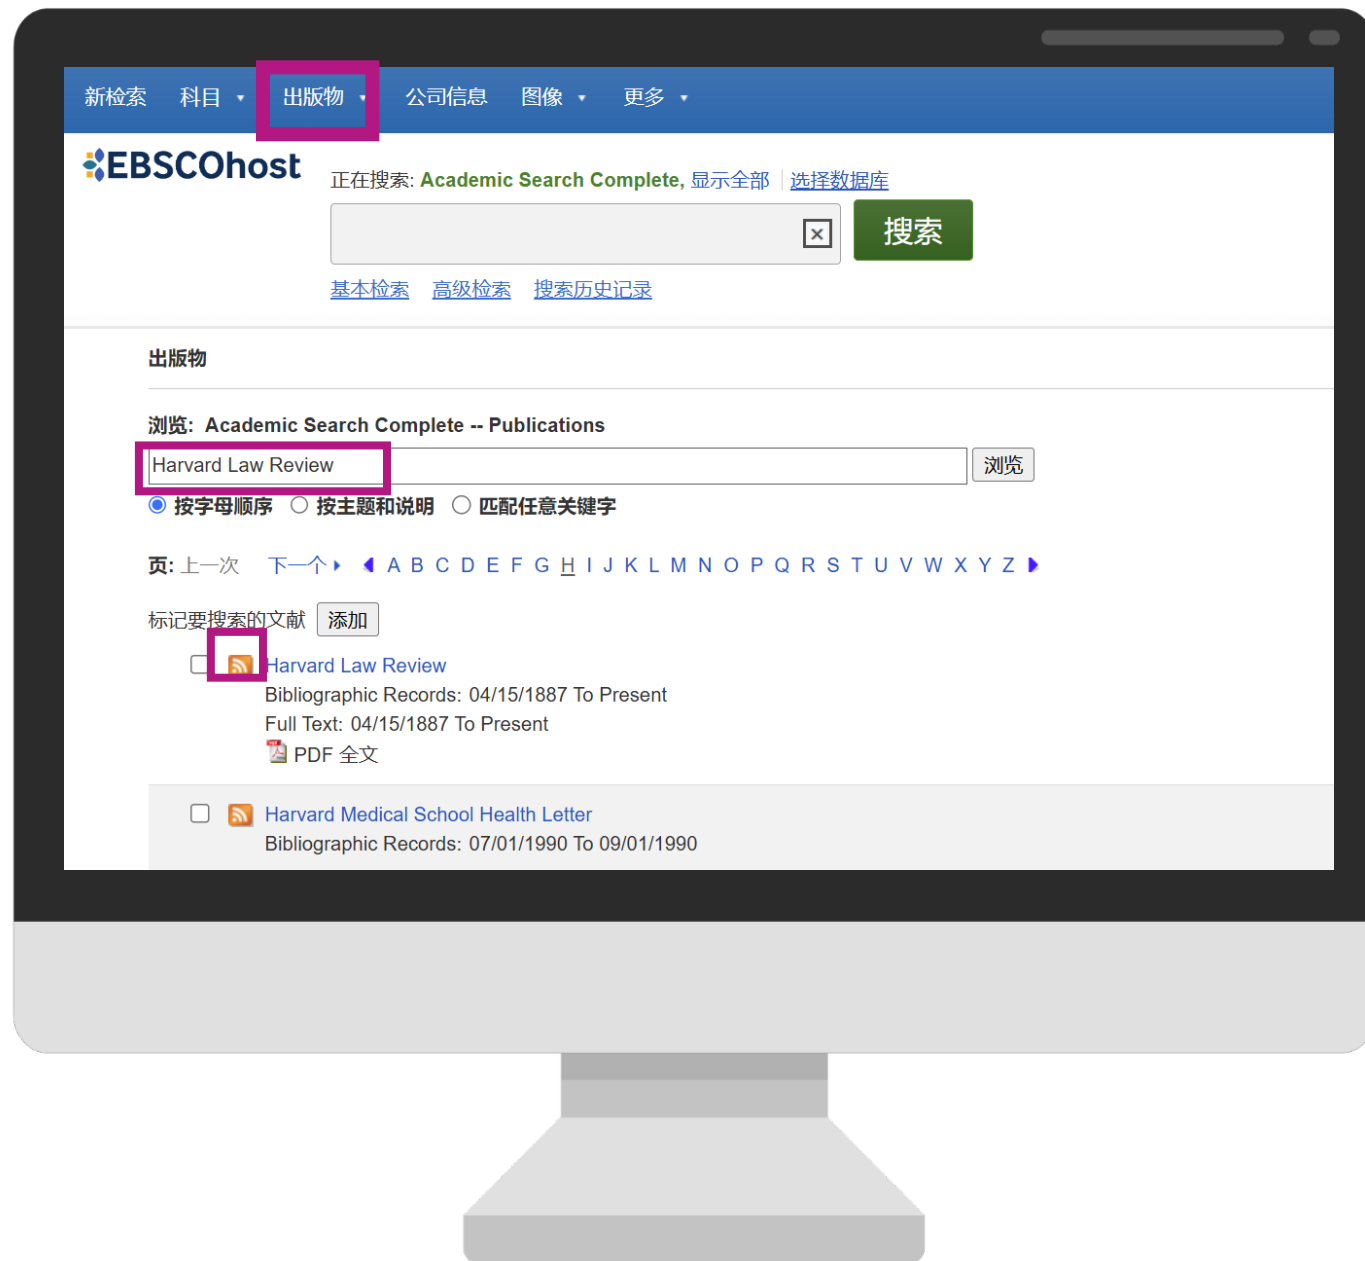 新检索 科目 出版物 公司信息 图像 更多
EBSCOhost
正在搜索: Academic Search Complete, 显示全部 选择数据库
搜索
基本检索 高级检索 搜索历史记录
出版物
浏览: Academic Search Complete -- Publications
Harvard Law Review 浏览
按字母顺序 按主题和说明 匹配任意关键字
页: 上一次 下一个 A B C D E F G H I J K L M N O P Q R S T U V W X Y Z
标记要搜索的文献 添加
Harvard Law Review
Bibliographic Records: 04/15/1887 To Present
Full Text: 04/15/1887 To Present
PDF 全文
Harvard Medical School Health Letter
Bibliographic Records: 07/01/1990 To 09/01/1990